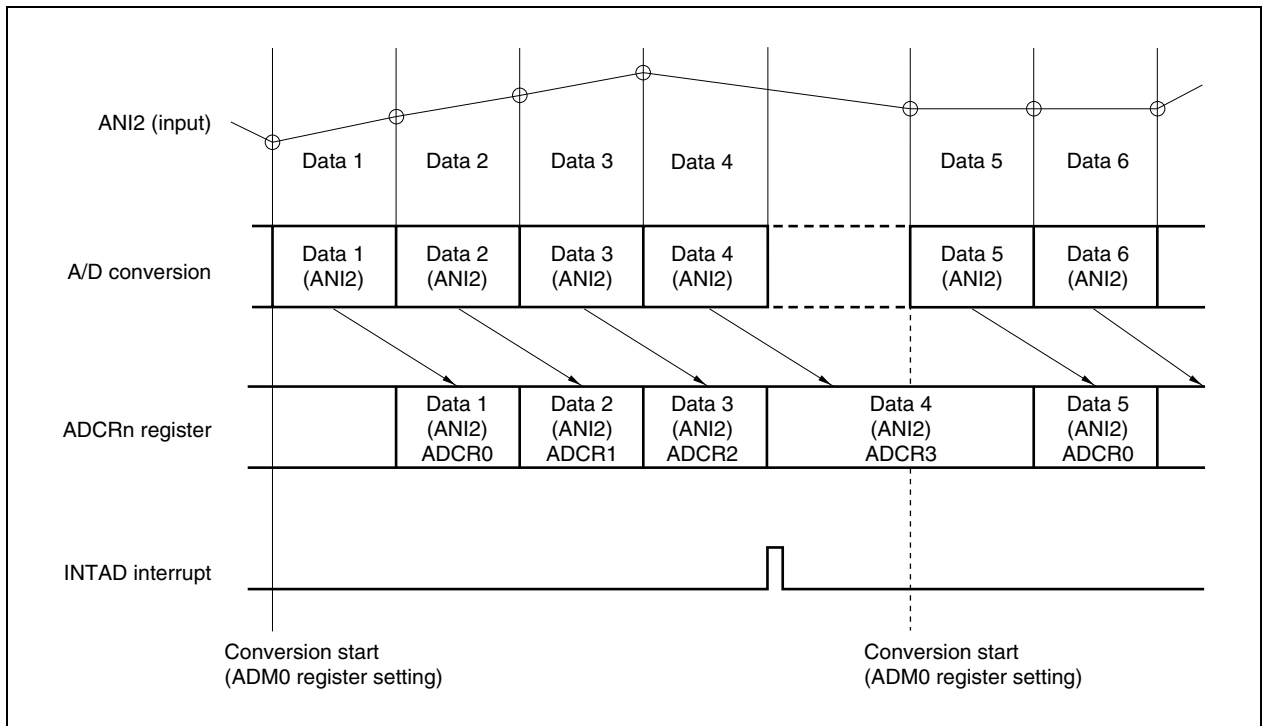 ANI2 (input)
Data 1
Data 2
Data 3
Data 4
Data 5
Data 6
A/D conversion
Data 1
(ANI2)
Data 2
(ANI2)
Data 3
(ANI2)
Data 4
(ANI2)
Data 5
(ANI2)
Data 6
(ANI2)
ADCRn register
Data 1
(ANI2)
ADCR0
Data 2
(ANI2)
ADCR1
Data 3
(ANI2)
ADCR2
Data 4
(ANI2)
ADCR3
Data 5
(ANI2)
ADCR0
INTAD interrupt
Conversion start
(ADM0 register setting)
Conversion start
(ADM0 register setting)